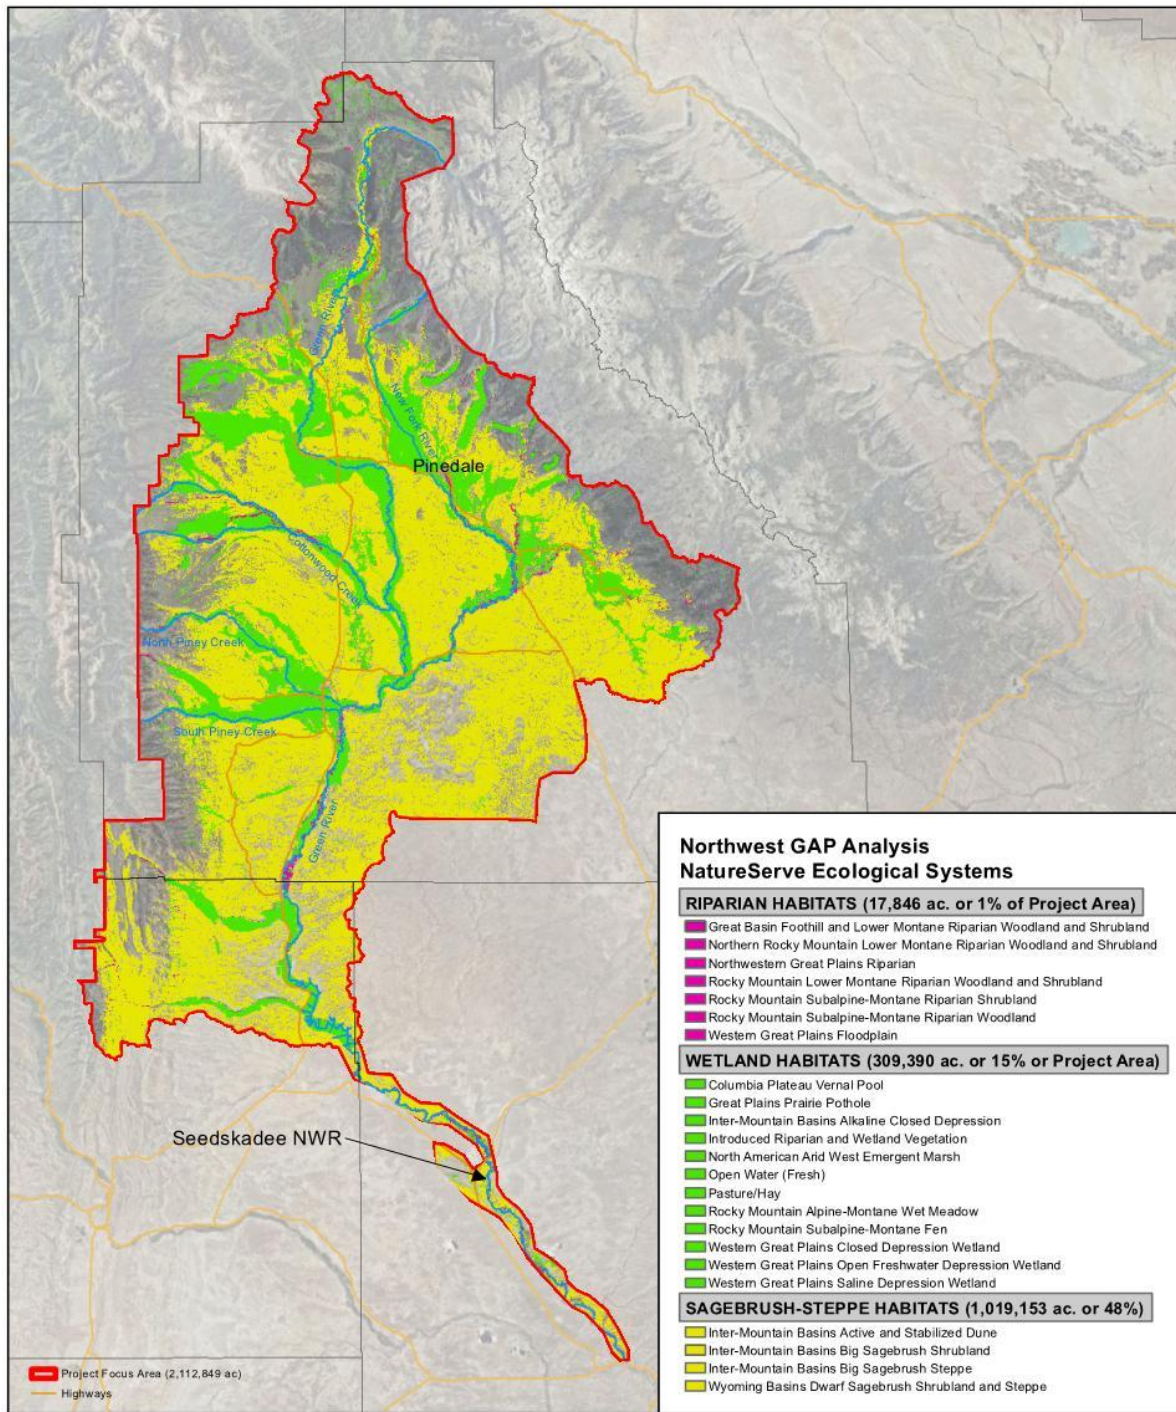 Green River
New Fork River
Pinedale
Cottonwood Creek
North Piney Creek
South Piney Creek
Green River
Seedskadee NWR
Project Focus Area (2,112,849 ac)
Highways
Northwest GAP Analysis
NatureServe Ecological Systems
RIPARIAN HABITATS (17,846 ac. or 1% of Project Area)
Great Basin Foothill and Lower Montane Riparian Woodland and Shrubland
Northern Rocky Mountain Lower Montane Riparian Woodland and Shrubland
Northwestern Great Plains Riparian
Rocky Mountain Lower Montane Riparian Woodland and Shrubland
Rocky Mountain Subalpine-Montane Riparian Shrubland
Rocky Mountain Subalpine-Montane Riparian Woodland
Western Great Plains Floodplain
WETLAND HABITATS (309,390 ac. or 15% or Project Area)
Columbia Plateau Vernal Pool
Great Plains Prairie Pothole
Inter-Mountain Basins Alkaline Closed Depression
Introduced Riparian and Wetland Vegetation
North American Arid West Emergent Marsh
Open Water (Fresh)
Pasture/Hay
Rocky Mountain Alpine-Montane Wet Meadow
Rocky Mountain Subalpine-Montane Fen
Western Great Plains Closed Depression Wetland
Western Great Plains Open Freshwater Depression Wetland
Western Great Plains Saline Depression Wetland
SAGEBRUSH-STEPPE HABITATS (1,019,153 ac. or 48%)
Inter-Mountain Basins Active and Stabilized Dune
Inter-Mountain Basins Big Sagebrush Shrubland
Inter-Mountain Basins Big Sagebrush Steppe
Wyoming Basins Dwarf Sagebrush Shrubland and Steppe